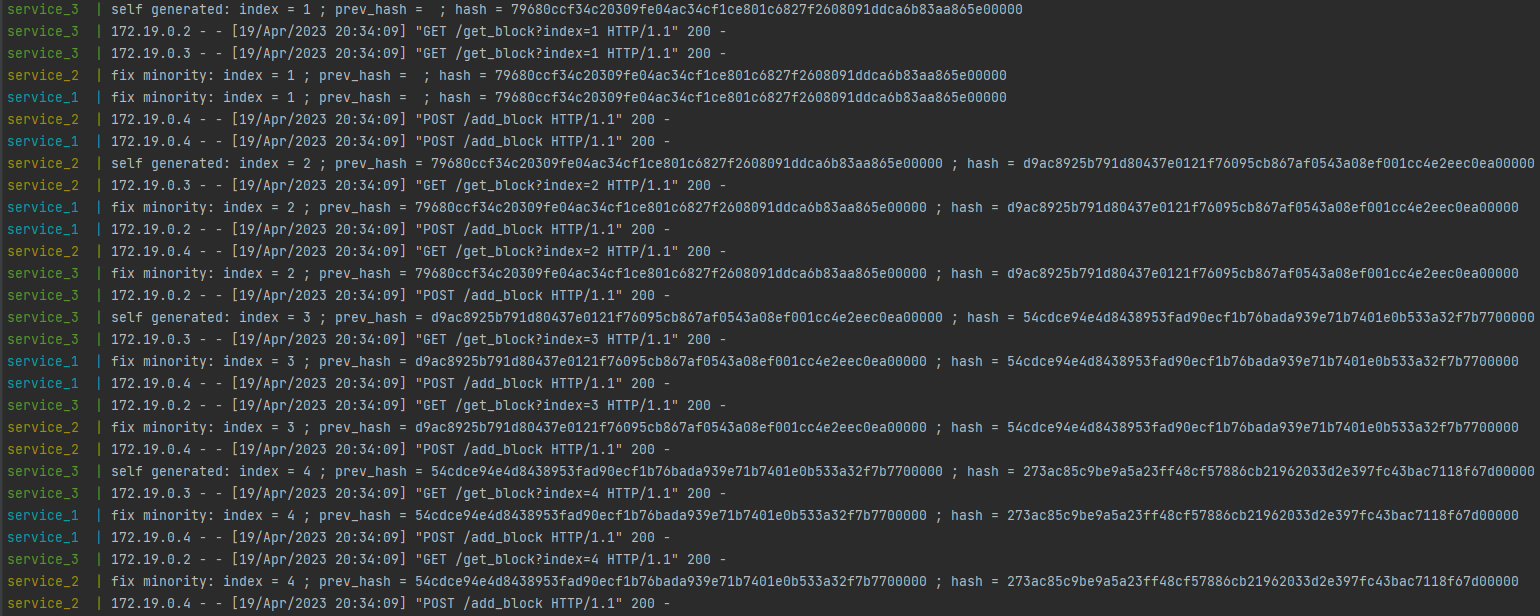 service_3  | self generated: index = 1 ; prev_hash =  ; hash = 79680ccf34c20309fe04ac34cf1ce801c6827f2608091ddca6b83aa865e00000
service_3  | 172.19.0.2 - - [19/Apr/2023 20:34:09] "GET /get_block?index=1 HTTP/1.1" 200 -
service_3  | 172.19.0.3 - - [19/Apr/2023 20:34:09] "GET /get_block?index=1 HTTP/1.1" 200 -
service_2  | fix minority: index = 1 ; prev_hash =  ; hash = 79680ccf34c20309fe04ac34cf1ce801c6827f2608091ddca6b83aa865e00000
service_1  | fix minority: index = 1 ; prev_hash =  ; hash = 79680ccf34c20309fe04ac34cf1ce801c6827f2608091ddca6b83aa865e00000
service_2  | 172.19.0.4 - - [19/Apr/2023 20:34:09] "POST /add_block HTTP/1.1" 200 -
service_1  | 172.19.0.4 - - [19/Apr/2023 20:34:09] "POST /add_block HTTP/1.1" 200 -
service_2  | self generated: index = 2 ; prev_hash = 79680ccf34c20309fe04ac34cf1ce801c6827f2608091ddca6b83aa865e00000 ; hash = d9ac8925b791d80437e0121f76095cb867af0543a08ef001cc4e2eec0ea00000
service_2  | 172.19.0.3 - - [19/Apr/2023 20:34:09] "GET /get_block?index=2 HTTP/1.1" 200 -
service_1  | fix minority: index = 2 ; prev_hash = 79680ccf34c20309fe04ac34cf1ce801c6827f2608091ddca6b83aa865e00000 ; hash = d9ac8925b791d80437e0121f76095cb867af0543a08ef001cc4e2eec0ea00000
service_1  | 172.19.0.2 - - [19/Apr/2023 20:34:09] "POST /add_block HTTP/1.1" 200 -
service_2  | 172.19.0.4 - - [19/Apr/2023 20:34:09] "GET /get_block?index=2 HTTP/1.1" 200 -
service_3  | fix minority: index = 2 ; prev_hash = 79680ccf34c20309fe04ac34cf1ce801c6827f2608091ddca6b83aa865e00000 ; hash = d9ac8925b791d80437e0121f76095cb867af0543a08ef001cc4e2eec0ea00000
service_3  | 172.19.0.2 - - [19/Apr/2023 20:34:09] "POST /add_block HTTP/1.1" 200 -
service_3  | self generated: index = 3 ; prev_hash = d9ac8925b791d80437e0121f76095cb867af0543a08ef001cc4e2eec0ea00000 ; hash = 54cdce94e4d8438953fad90ecf1b76bada939e71b7401e0b533a32f7b7700000
service_3  | 172.19.0.3 - - [19/Apr/2023 20:34:09] "GET /get_block?index=3 HTTP/1.1" 200 -
service_1  | fix minority: index = 3 ; prev_hash = d9ac8925b791d80437e0121f76095cb867af0543a08ef001cc4e2eec0ea00000 ; hash = 54cdce94e4d8438953fad90ecf1b76bada939e71b7401e0b533a32f7b7700000
service_1  | 172.19.0.4 - - [19/Apr/2023 20:34:09] "POST /add_block HTTP/1.1" 200 -
service_3  | 172.19.0.2 - - [19/Apr/2023 20:34:09] "GET /get_block?index=3 HTTP/1.1" 200 -
service_2  | fix minority: index = 3 ; prev_hash = d9ac8925b791d80437e0121f76095cb867af0543a08ef001cc4e2eec0ea00000 ; hash = 54cdce94e4d8438953fad90ecf1b76bada939e71b7401e0b533a32f7b7700000
service_2  | 172.19.0.4 - - [19/Apr/2023 20:34:09] "POST /add_block HTTP/1.1" 200 -
service_3  | self generated: index = 4 ; prev_hash = 54cdce94e4d8438953fad90ecf1b76bada939e71b7401e0b533a32f7b7700000 ; hash = 273ac85c9be9a5a23ff48cf57886cb21962033d2e397fc43bac7118f67d00000
service_3  | 172.19.0.3 - - [19/Apr/2023 20:34:09] "GET /get_block?index=4 HTTP/1.1" 200 -
service_1  | fix minority: index = 4 ; prev_hash = 54cdce94e4d8438953fad90ecf1b76bada939e71b7401e0b533a32f7b7700000 ; hash = 273ac85c9be9a5a23ff48cf57886cb21962033d2e397fc43bac7118f67d00000
service_1  | 172.19.0.4 - - [19/Apr/2023 20:34:09] "POST /add_block HTTP/1.1" 200 -
service_3  | 172.19.0.2 - - [19/Apr/2023 20:34:09] "GET /get_block?index=4 HTTP/1.1" 200 -
service_2  | fix minority: index = 4 ; prev_hash = 54cdce94e4d8438953fad90ecf1b76bada939e71b7401e0b533a32f7b7700000 ; hash = 273ac85c9be9a5a23ff48cf57886cb21962033d2e397fc43bac7118f67d00000
service_2  | 172.19.0.4 - - [19/Apr/2023 20:34:09] "POST /add_block HTTP/1.1" 200 -